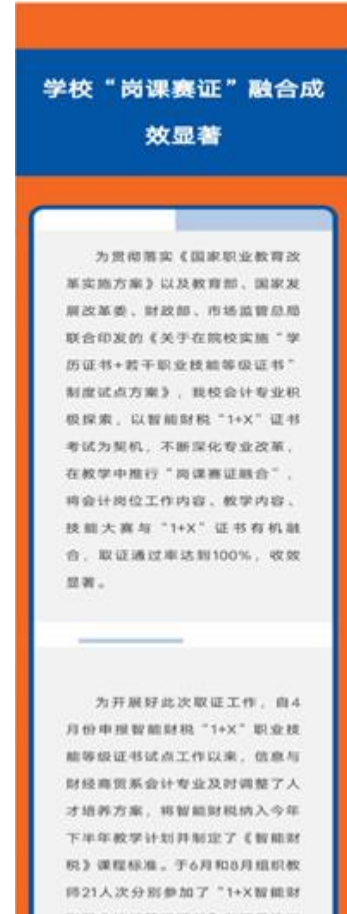 学校“岗课赛证”融合成
效显著
为贯彻落实《国家职业教育改
革实施方案》以及教育部、国家发
展改革委、财政部、市场监管总局
联合印发的《关于在院校实施“学
历证书+若干职业技能等级证书”
制度试点方案》，我校会计专业积
极探索，以智能财税“1+X”证书
考试为契机，不断深化专业改革，
在教学中推行“岗课赛证融合”，
将会计岗位工作内容、教学内容、
技能大赛与“1+X”证书有机融
合，取证通过率达到100%，收效
显著。
为开展好此次取证工作，自4
月份申报智能财税“1+X”职业技
能等级证书试点工作以来，信息与
财经商贸系会计专业及时调整了人
才培养方案，将智能财税纳入今年
下半年教学计划并制定了《智能财
税》课程标准。于6月和8月组织教
师21人次分别参加了“1+X智能财